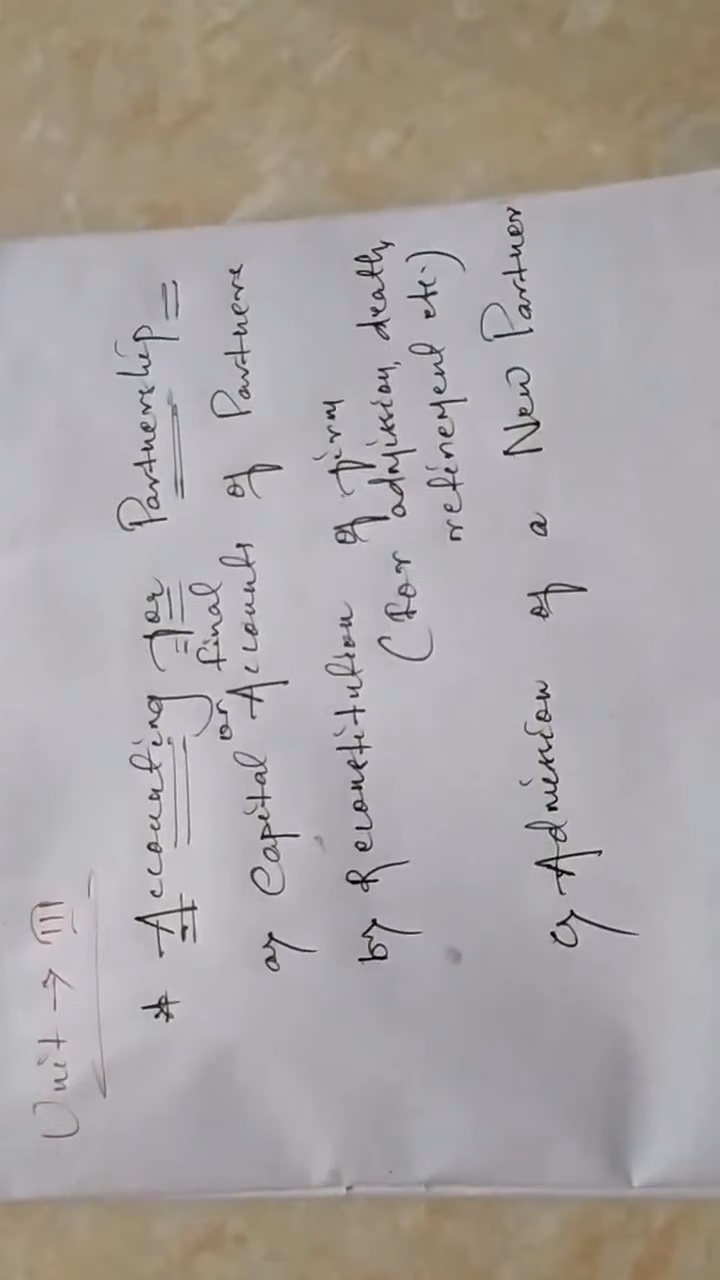 Unit → III
* Accounting for Partnership =
a) Capital or final Accounts of Partners
b) Reconstitution of firm
(for admission, death,
retirement etc.)
c) Admission of a New Partner